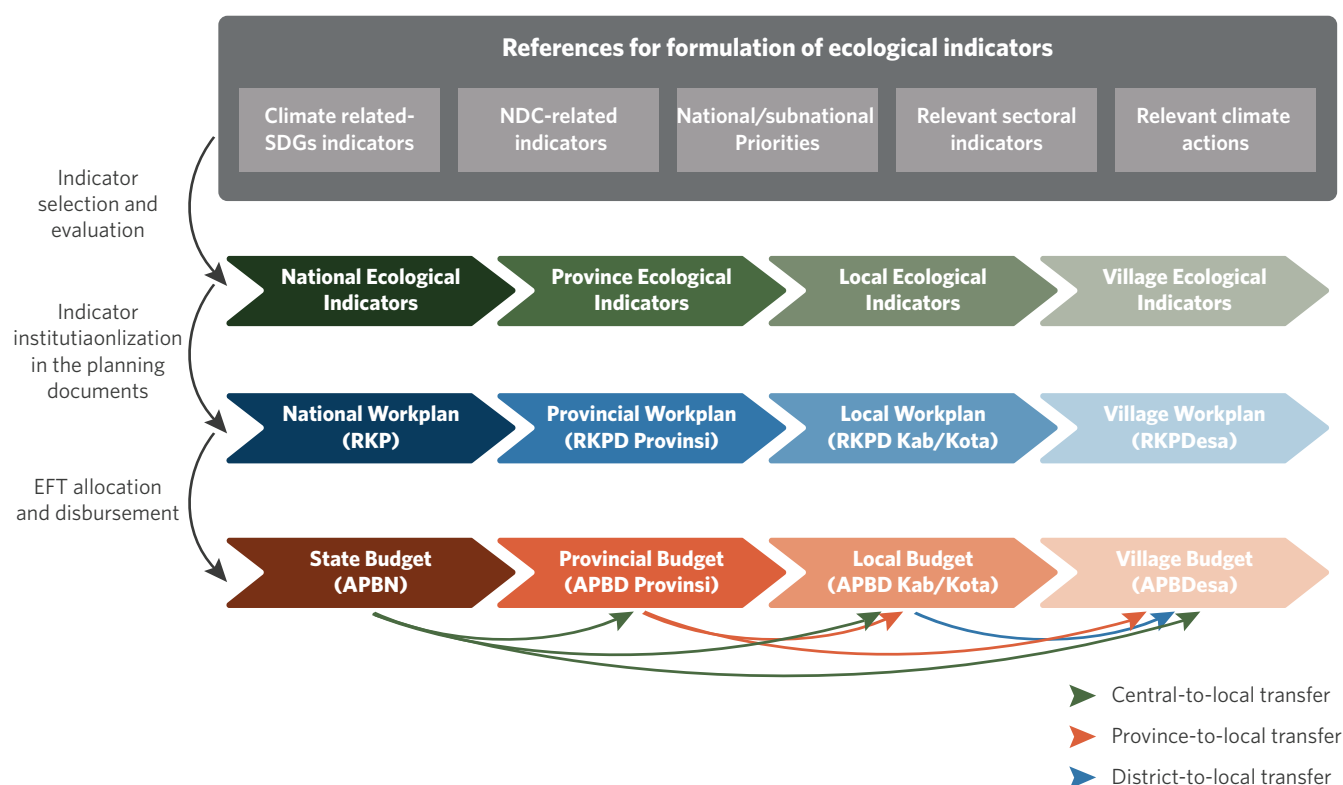 References for formulation of ecological indicators
Climate related-
SDGs indicators
NDC-related
indicators
National/subnational
Priorities
Relevant sectoral
indicators
Relevant climate
actions
Indicator
selection and
evaluation
National Ecological
Indicators
Province Ecological
Indicators
Local Ecological
Indicators
Village Ecological
Indicators
Indicator
institutiaonlization
in the planning
documents
National Workplan
(RKP)
Provincial Workplan
(RKPD Provinsi)
Local Workplan
(RKPD Kab/Kota)
Village Workplan
(RKPDesa)
EFT allocation
and disbursement
State Budget
(APBN)
Provincial Budget
(APBD Provinsi)
Local Budget
(APBD Kab/Kota)
Village Budget
(APBDesa)
Central-to-local transfer
Province-to-local transfer
District-to-local transfer